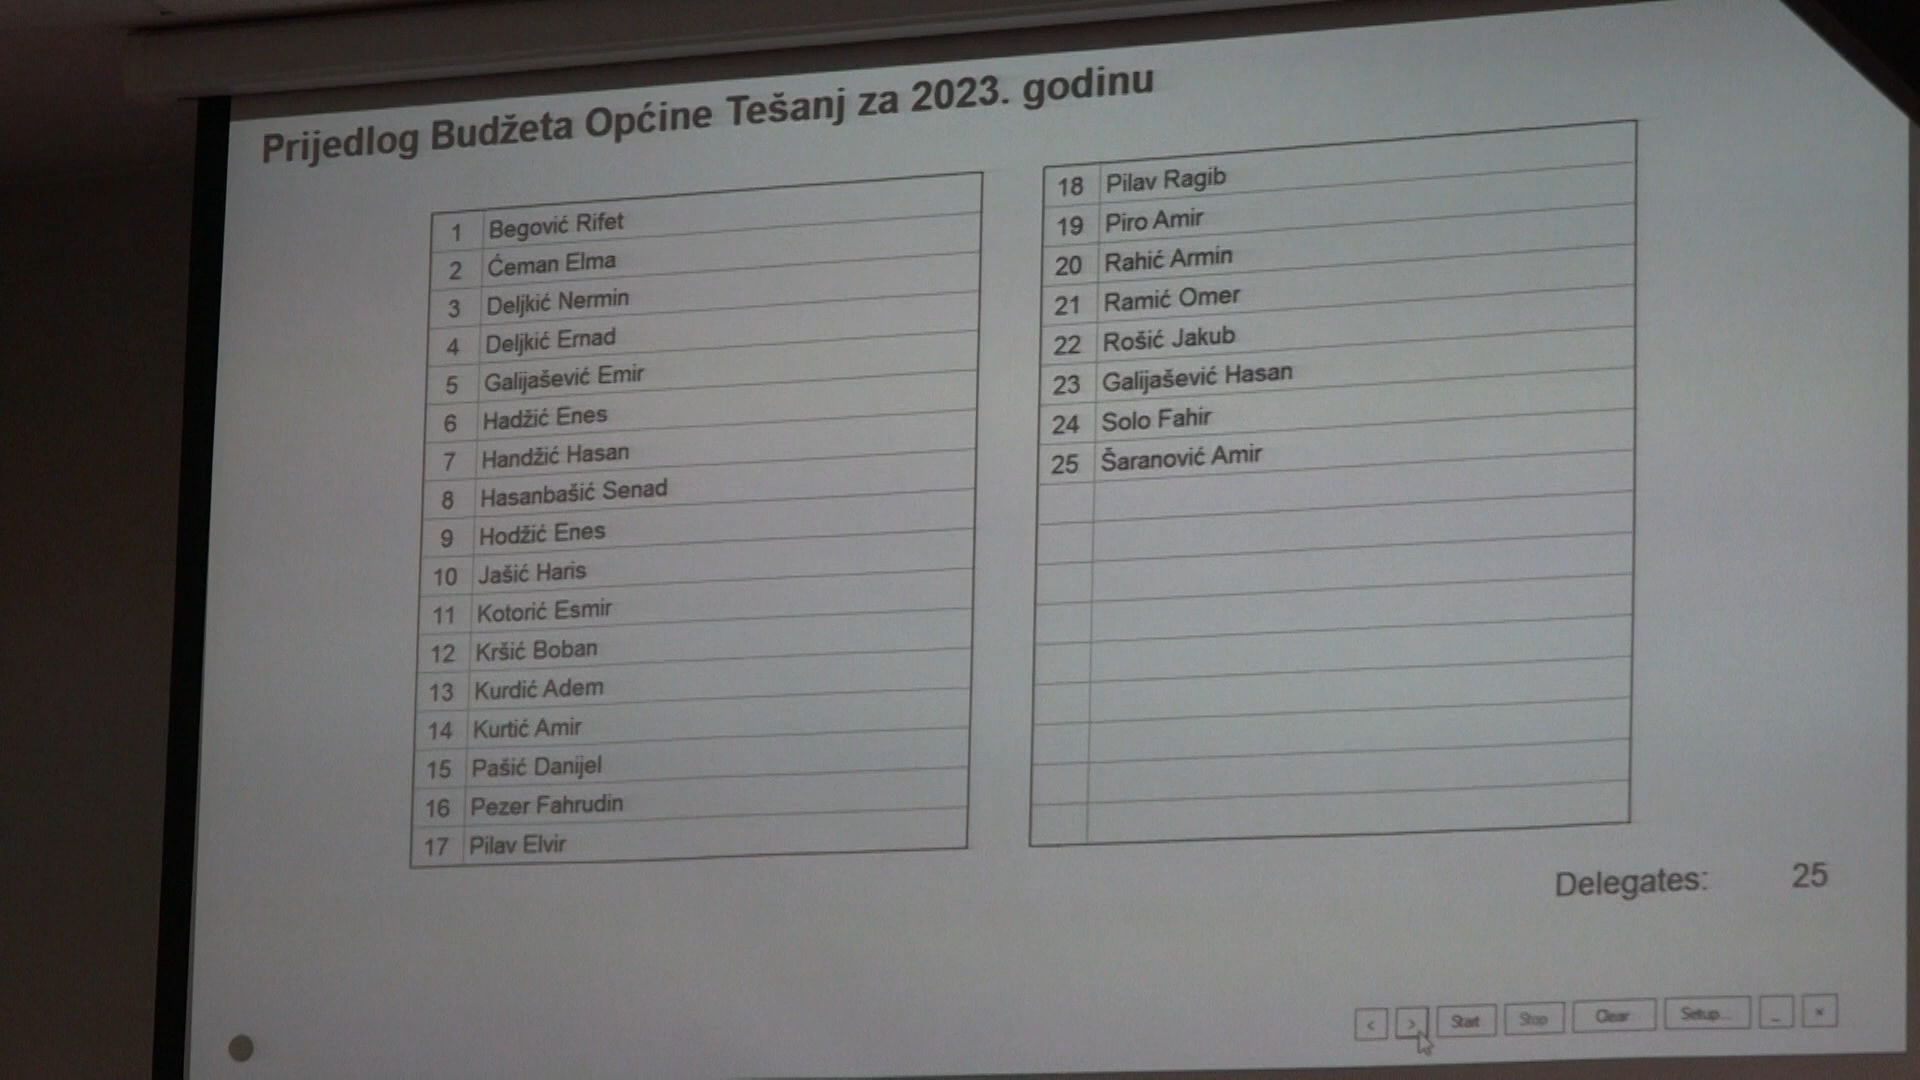 Prijedlog Budžeta Općine Tešanj za 2023. godinu
1 Begović Rifet
2 Ćeman Elma
3 Deljkić Nermin
4 Deljkić Ernad
5 Galijašević Emir
6 Hadžić Enes
7 Handžić Hasan
8 Hasanbašić Senad
9 Hodžić Enes
10 Jašić Haris
11 Kotorić Esmir
12 Kršić Boban
13 Kurdić Adem
14 Kurtić Amir
15 Pašić Danijel
16 Pezer Fahrudin
17 Pilav Elvir
18 Pilav Ragib
19 Piro Amir
20 Rahić Armin
21 Ramić Omer
22 Rošić Jakub
23 Galijašević Hasan
24 Solo Fahir
25 Šaranović Amir
Delegates: 25
< > Start Stop Clear Setup... _ ×